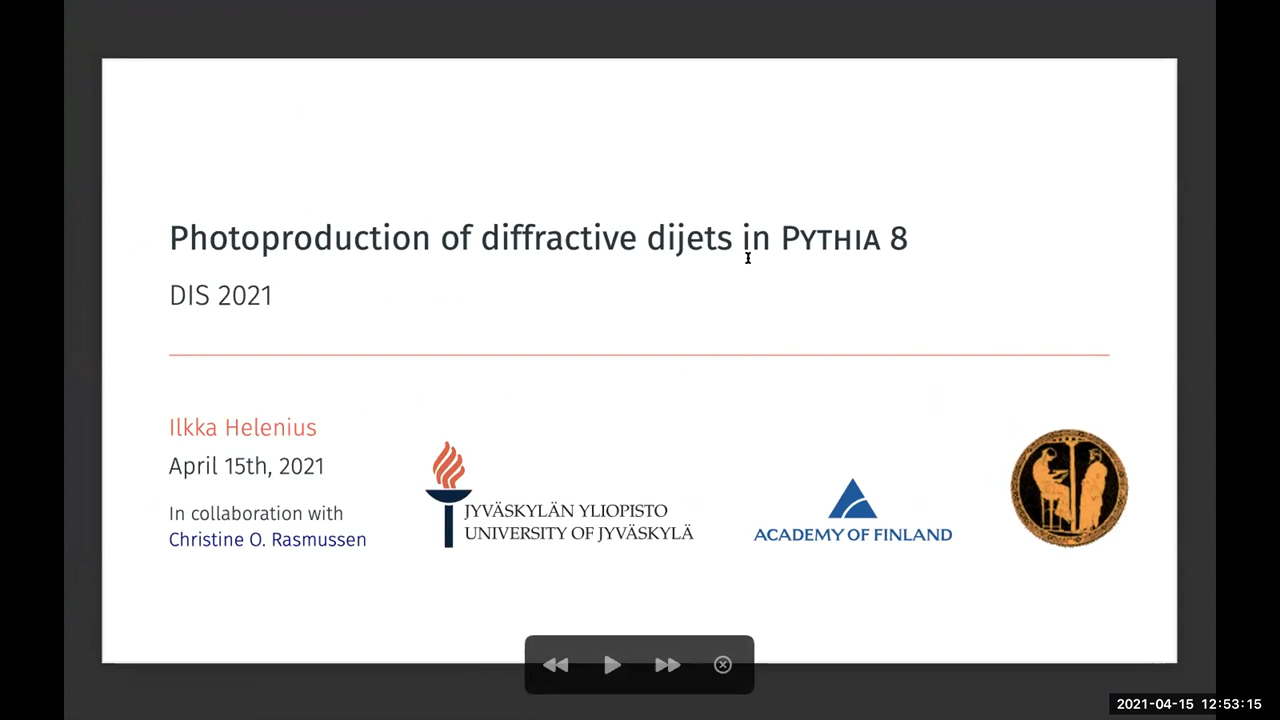 Photoproduction of diffractive dijets in PYTHIA 8
DIS 2021
Ilkka Helenius
April 15th, 2021
In collaboration with
Christine O. Rasmussen
JYVÄSKYLÄN YLIOPISTO
UNIVERSITY OF JYVÄSKYLÄ
ACADEMY OF FINLAND
2021-04-15 12:53:15